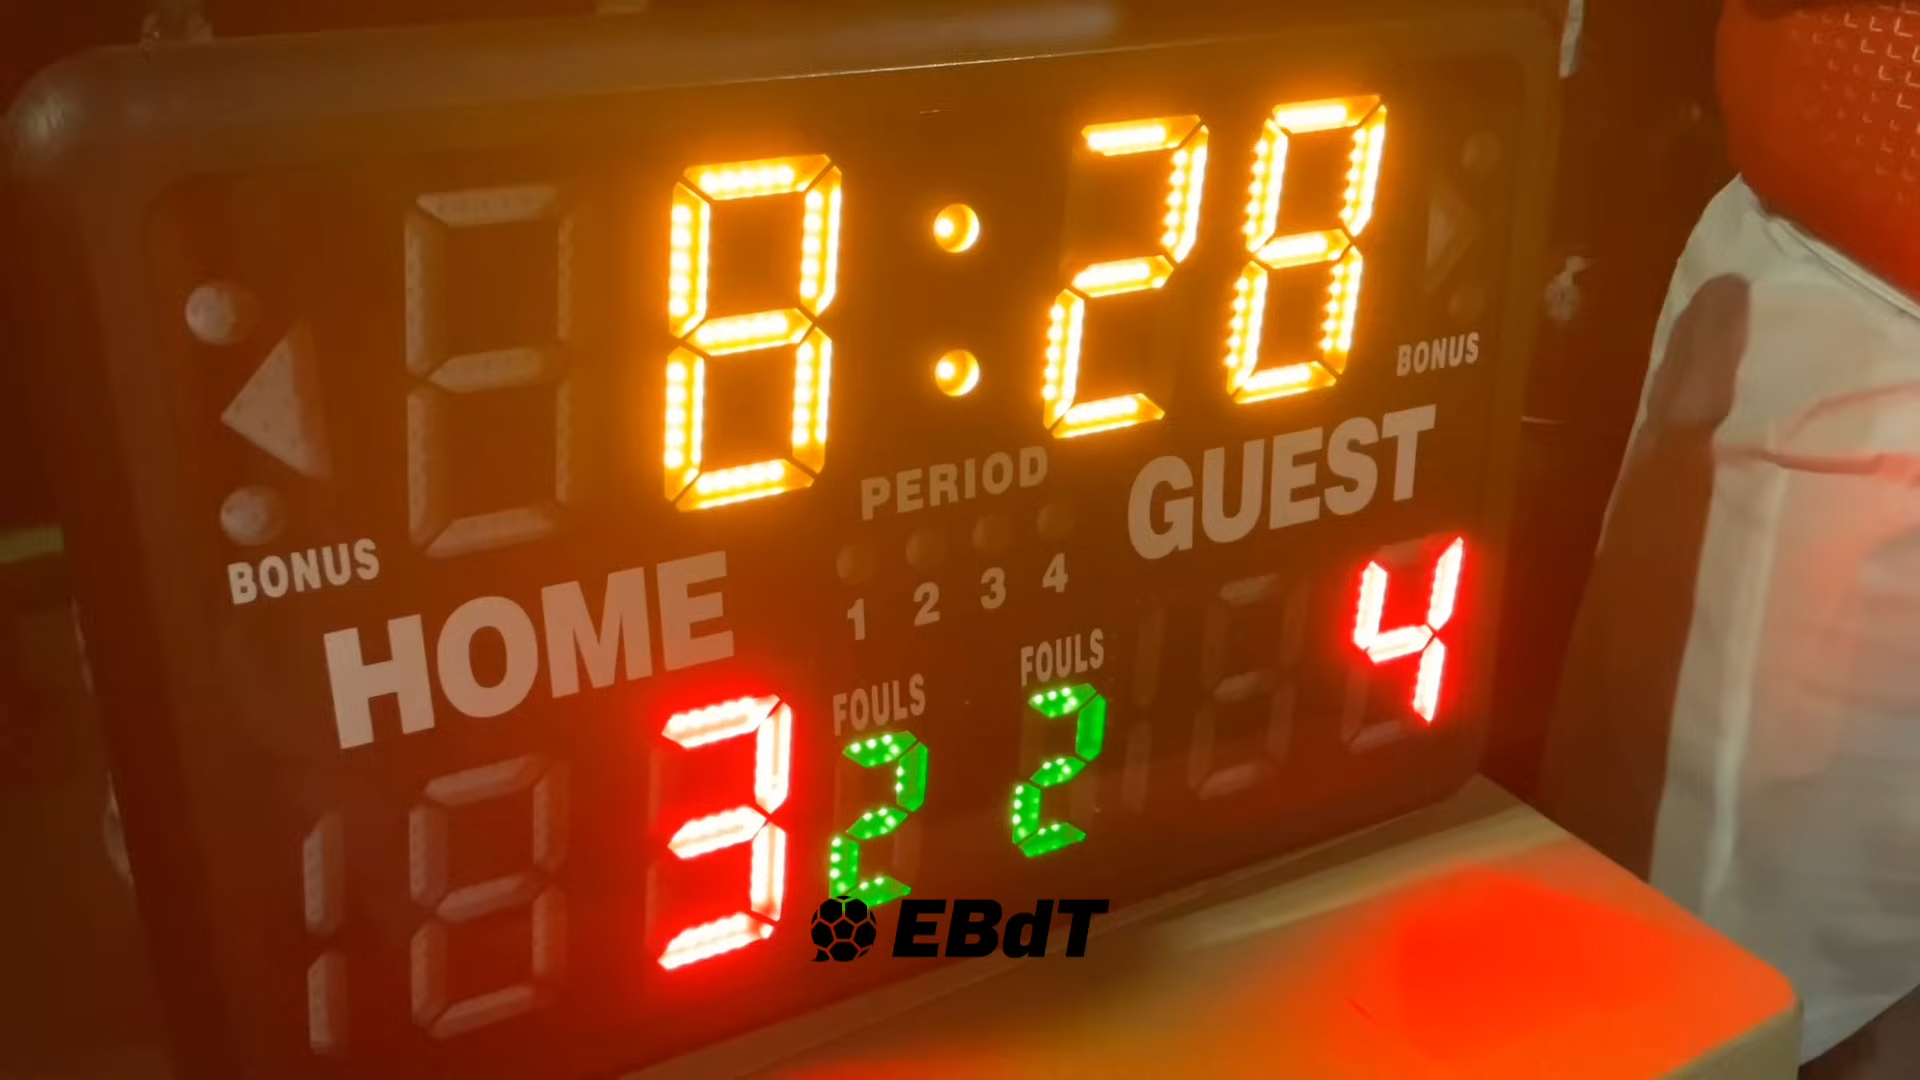 8:28
BONUS
PERIOD
GUEST
BONUS
HOME
1 2 3 4
FOULS
FOULS
4
3
2
2
EBdT